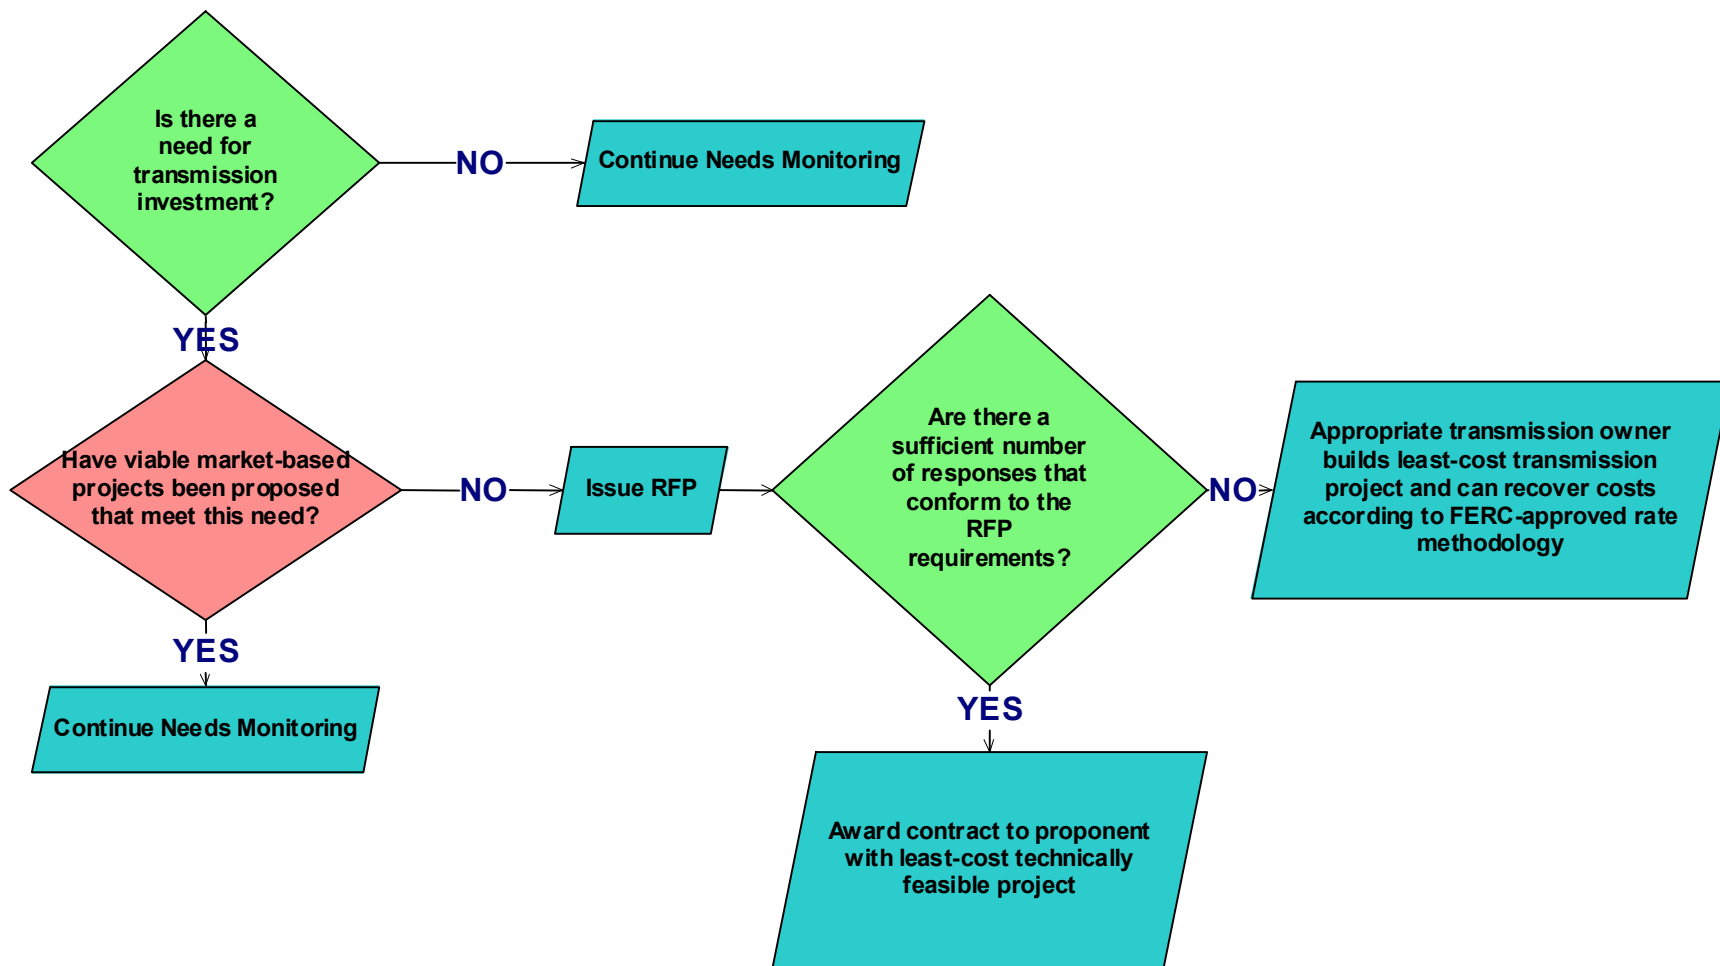 Is there a
need for
transmission
investment?
NO
Continue Needs Monitoring
YES
Have viable market-based
projects been proposed
that meet this need?
NO
Issue RFP
Are there a
sufficient number
of responses that
conform to the
RFP
requirements?
NO
Appropriate transmission owner
builds least-cost transmission
project and can recover costs
according to FERC-approved rate
methodology
YES
Continue Needs Monitoring
YES
Award contract to proponent
with least-cost technically
feasible project